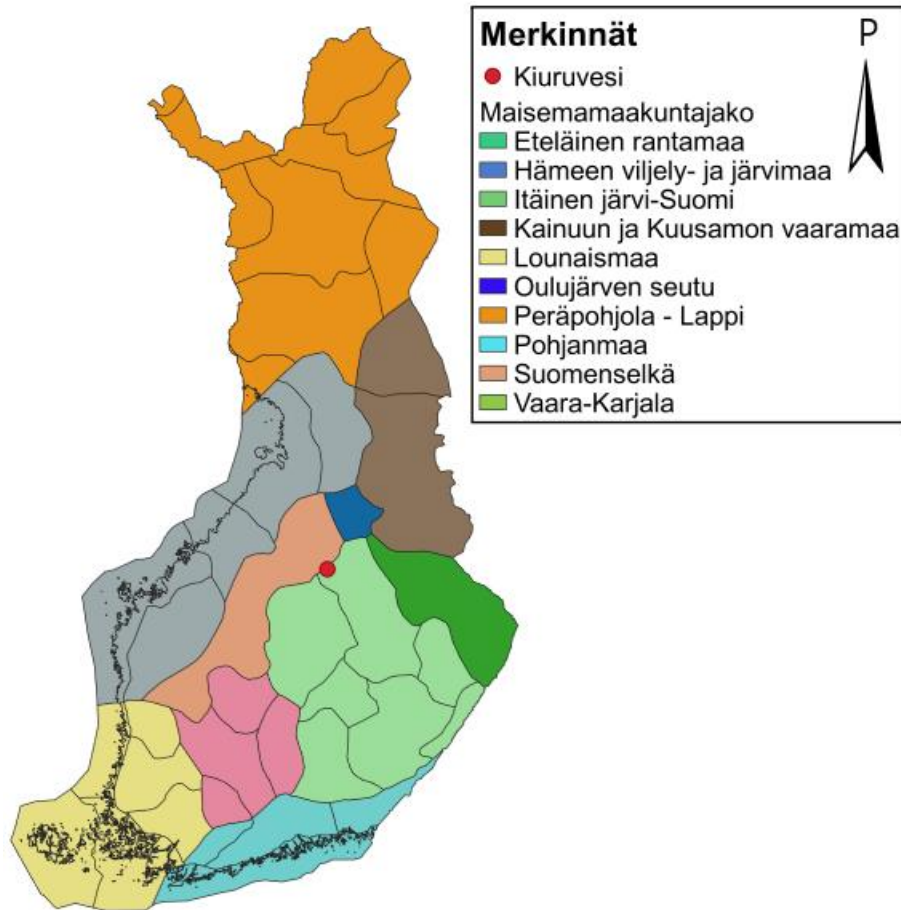 Merkinnät
P
Kiuruvesi
Maisemamaakuntajako
Eteläinen rantamaa
Hämeen viljely- ja järvimaa
Itäinen järvi-Suomi
Kainuun ja Kuusamon vaaramaa
Lounaismaa
Oulujärven seutu
Peräpohjola - Lappi
Pohjanmaa
Suomenselkä
Vaara-Karjala